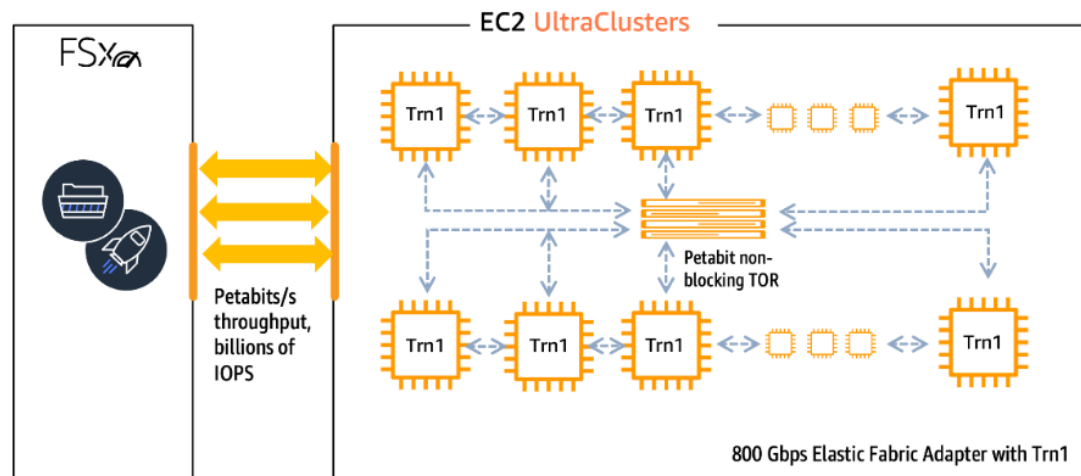 EC2 UltraClusters
FSx
Trn1
Trn1
Trn1
Trn1
Petabit non-
blocking TOR
Petabits/s
throughput,
billions of
IOPS
Trn1
Trn1
Trn1
Trn1
800 Gbps Elastic Fabric Adapter with Trn1